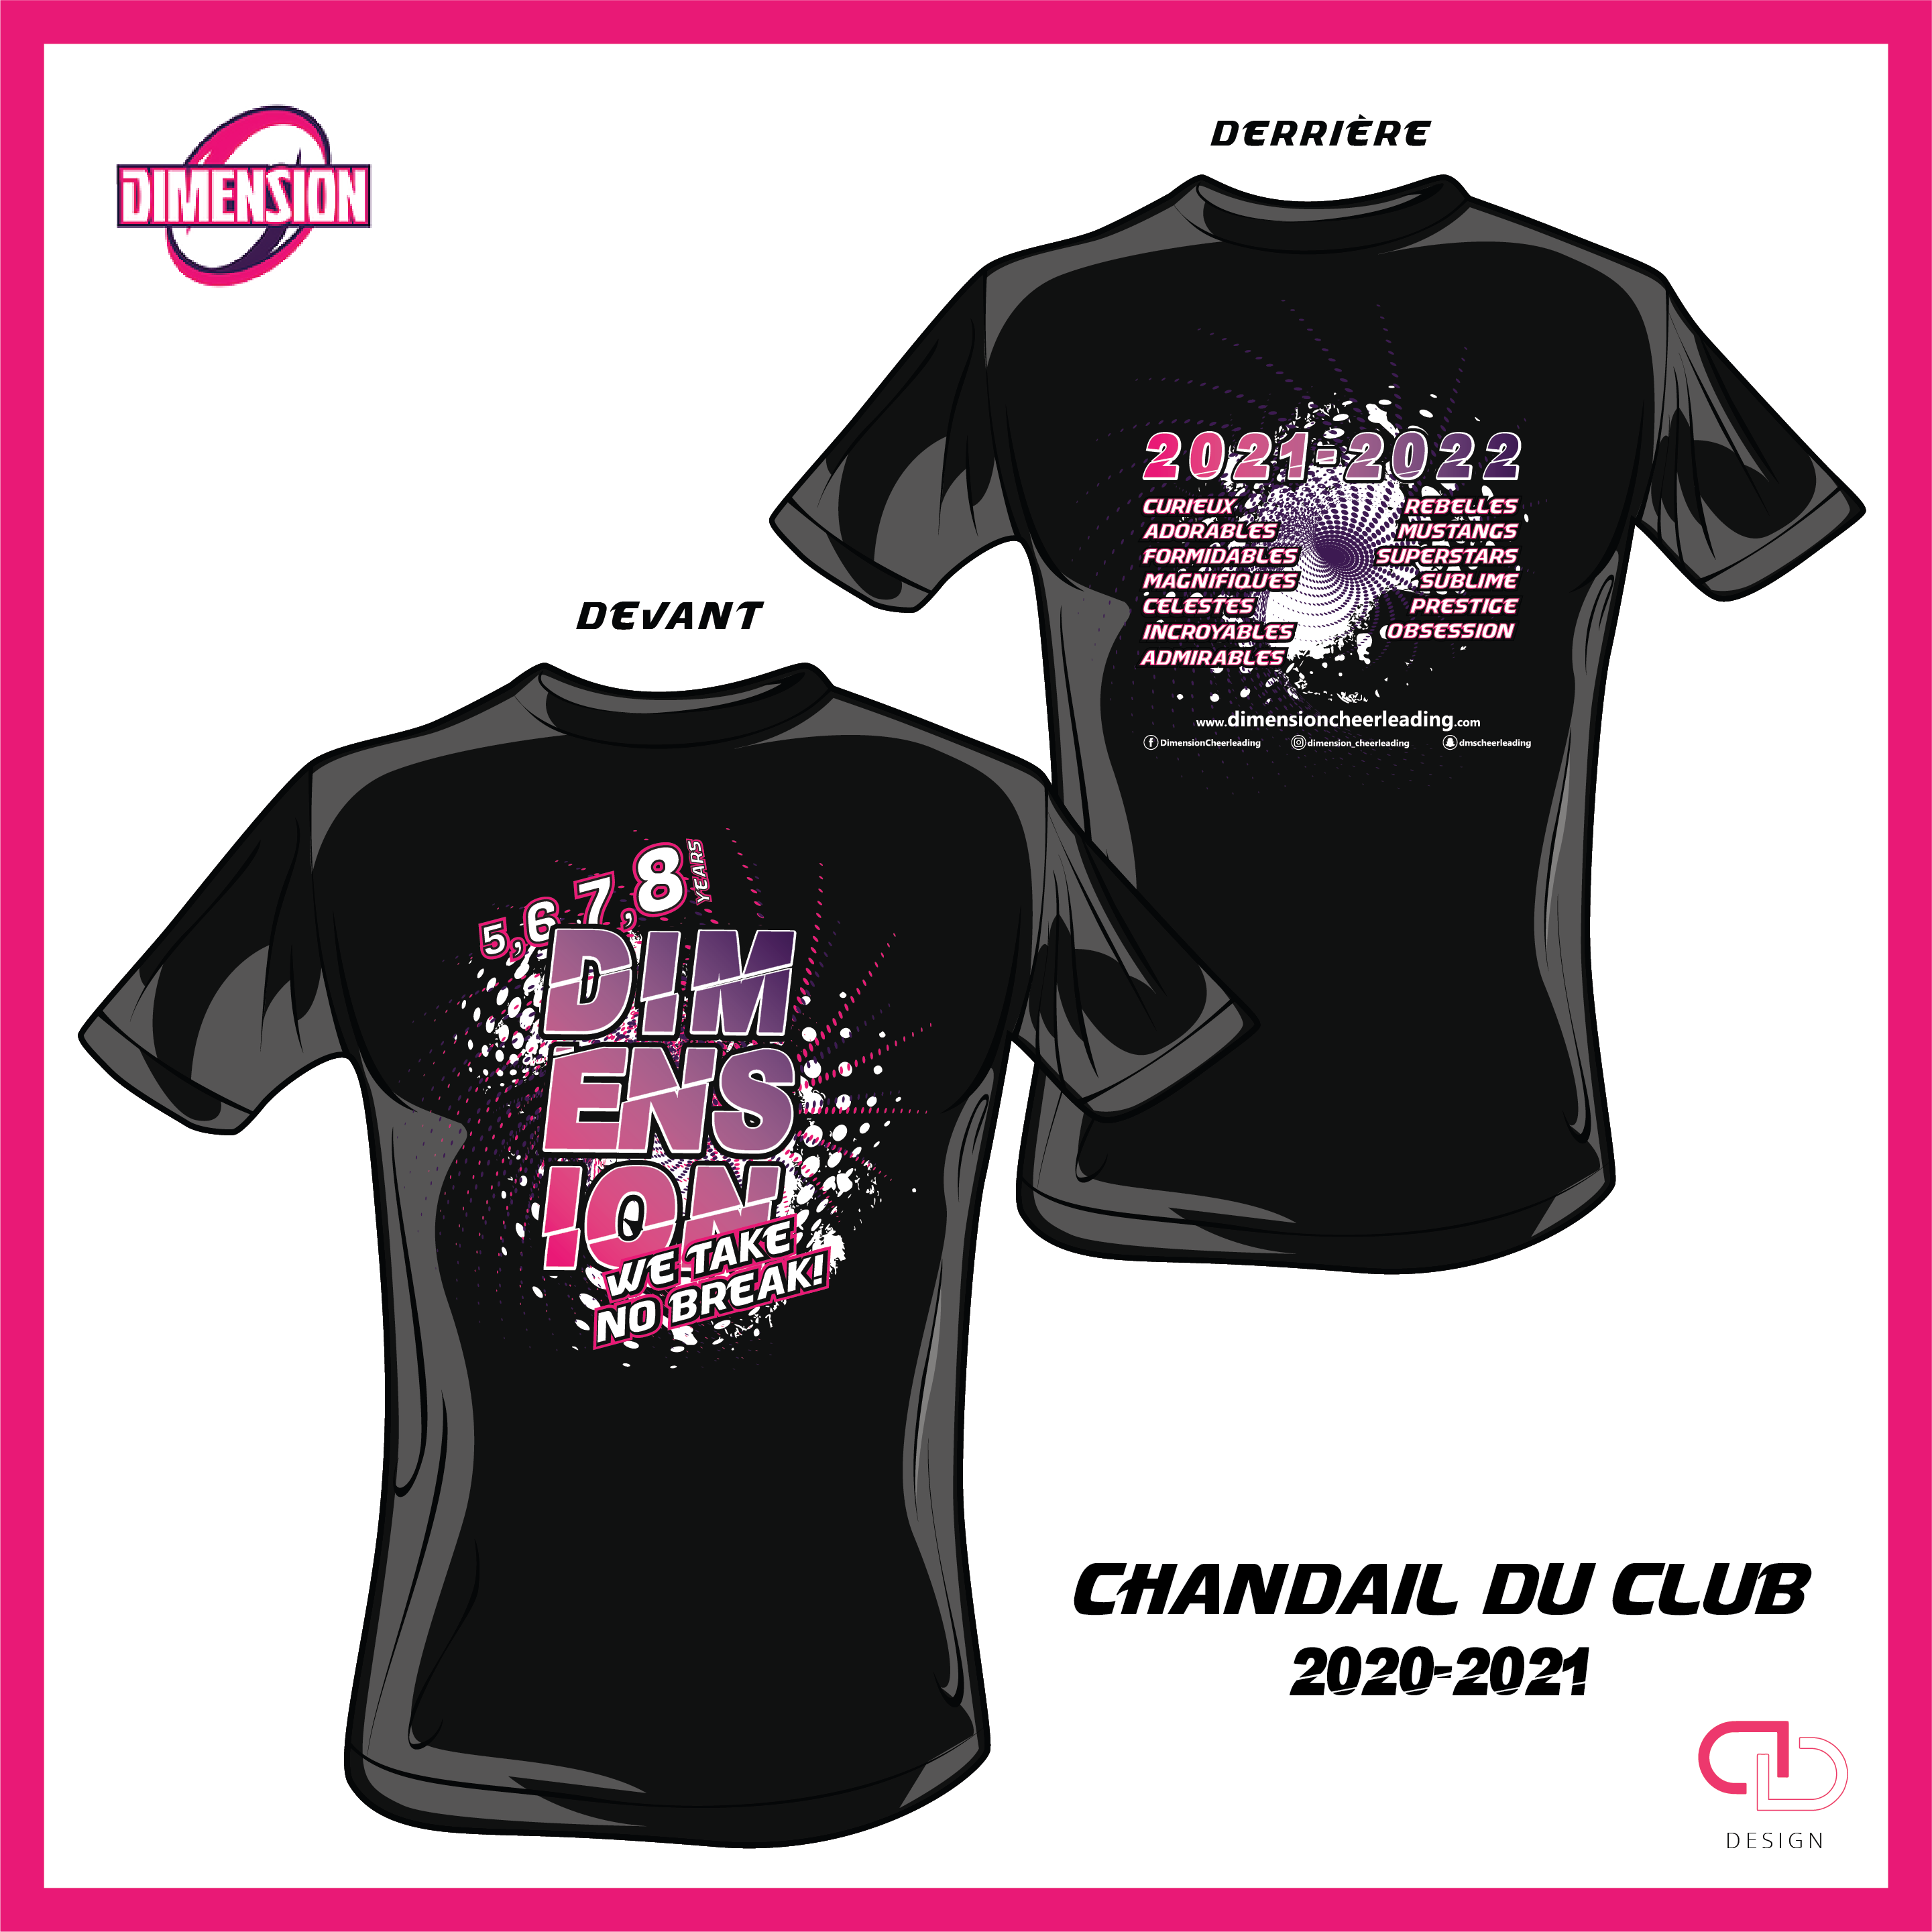 DIMENSION
DERRIÈRE
2021-2022
CURIEUX
ADORABLES
FORMIDABLES
MAGNIFIQUES
CÉLESTES
INCROYABLES
ADMIRABLES
REBELLES
MUSTANGS
SUPERSTARS
SUBLIME
PRESTIGE
OBSESSION
www.dimensioncheerleading.com
DimensionCheerleading
dimension_cheerleading
dmscheerleading
DEVANT
5, 6 7, 8 YEARS
DIM
ENS
ION
WE TAKE
NO BREAK!
CHANDAIL DU CLUB
2020-2021
DESIGN